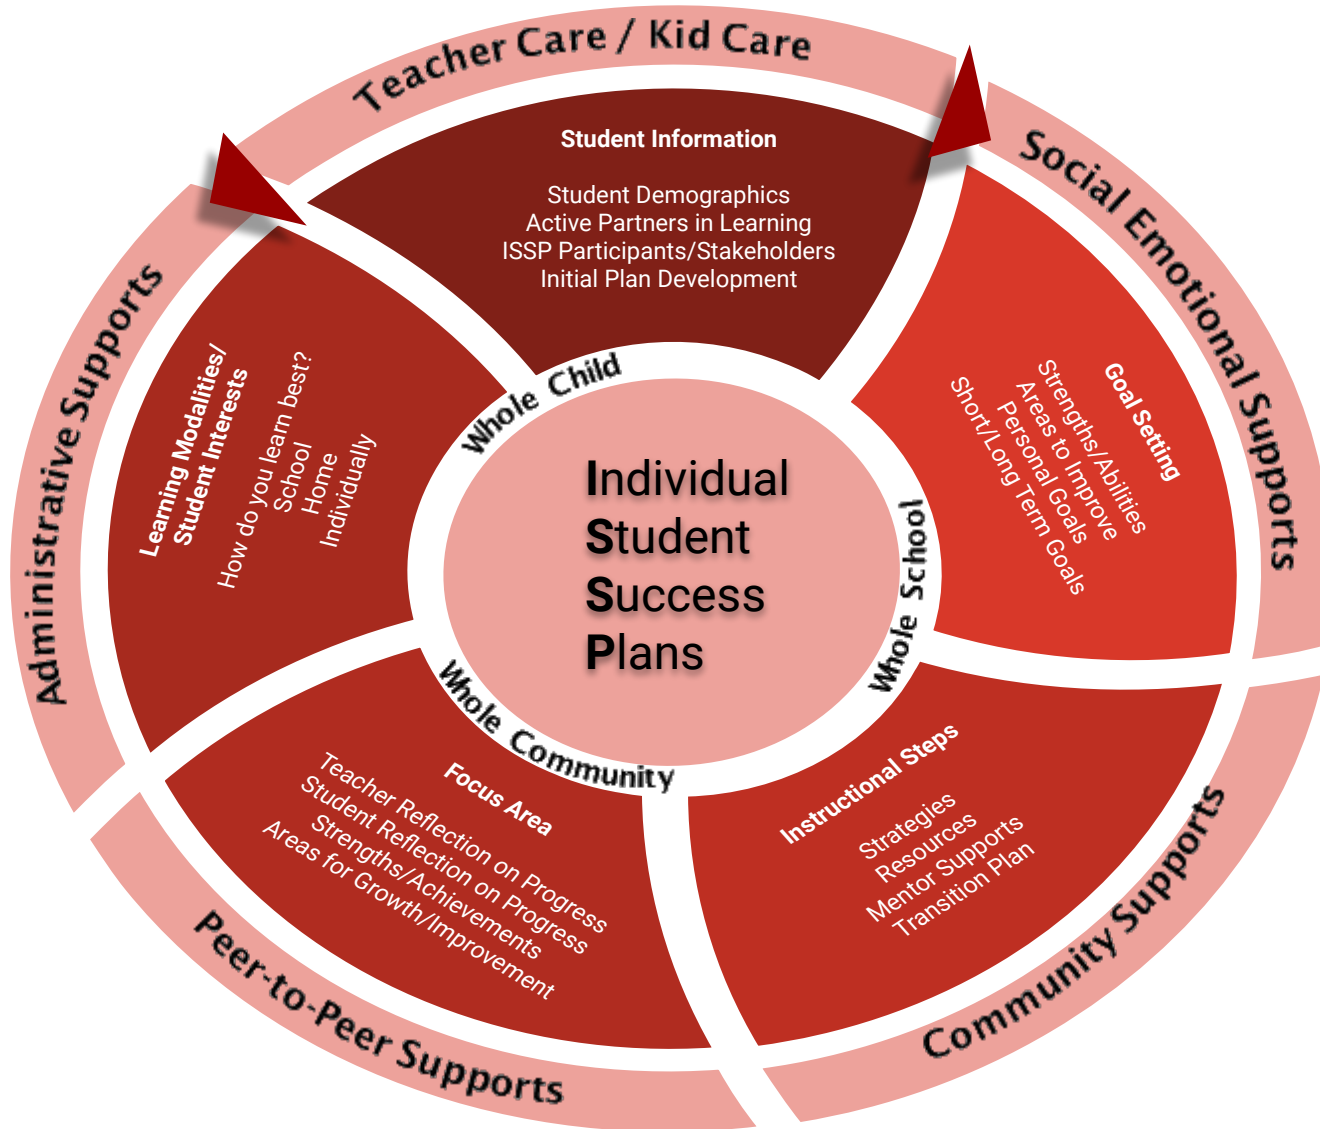 Teacher Care / Kid Care
Social Emotional Supports
Community Supports
Peer-to-Peer Supports
Administrative Supports
Student Information
Student Demographics
Active Partners in Learning
ISSP Participants/Stakeholders
Initial Plan Development
Goal Setting
Strengths/Abilities
Areas to Improve
Personal Goals
Short/Long Term Goals
Instructional Steps
Strategies
Resources
Mentor Supports
Transition Plan
Focus Area
Teacher Reflection on Progress
Student Reflection on Progress
Strengths/Achievements
Areas for Growth/Improvement
Learning Modalities/
Student Interests
How do you learn best?
School
Home
Individually
Whole Child
Whole School
Whole Community
Individual
Student
Success
Plans